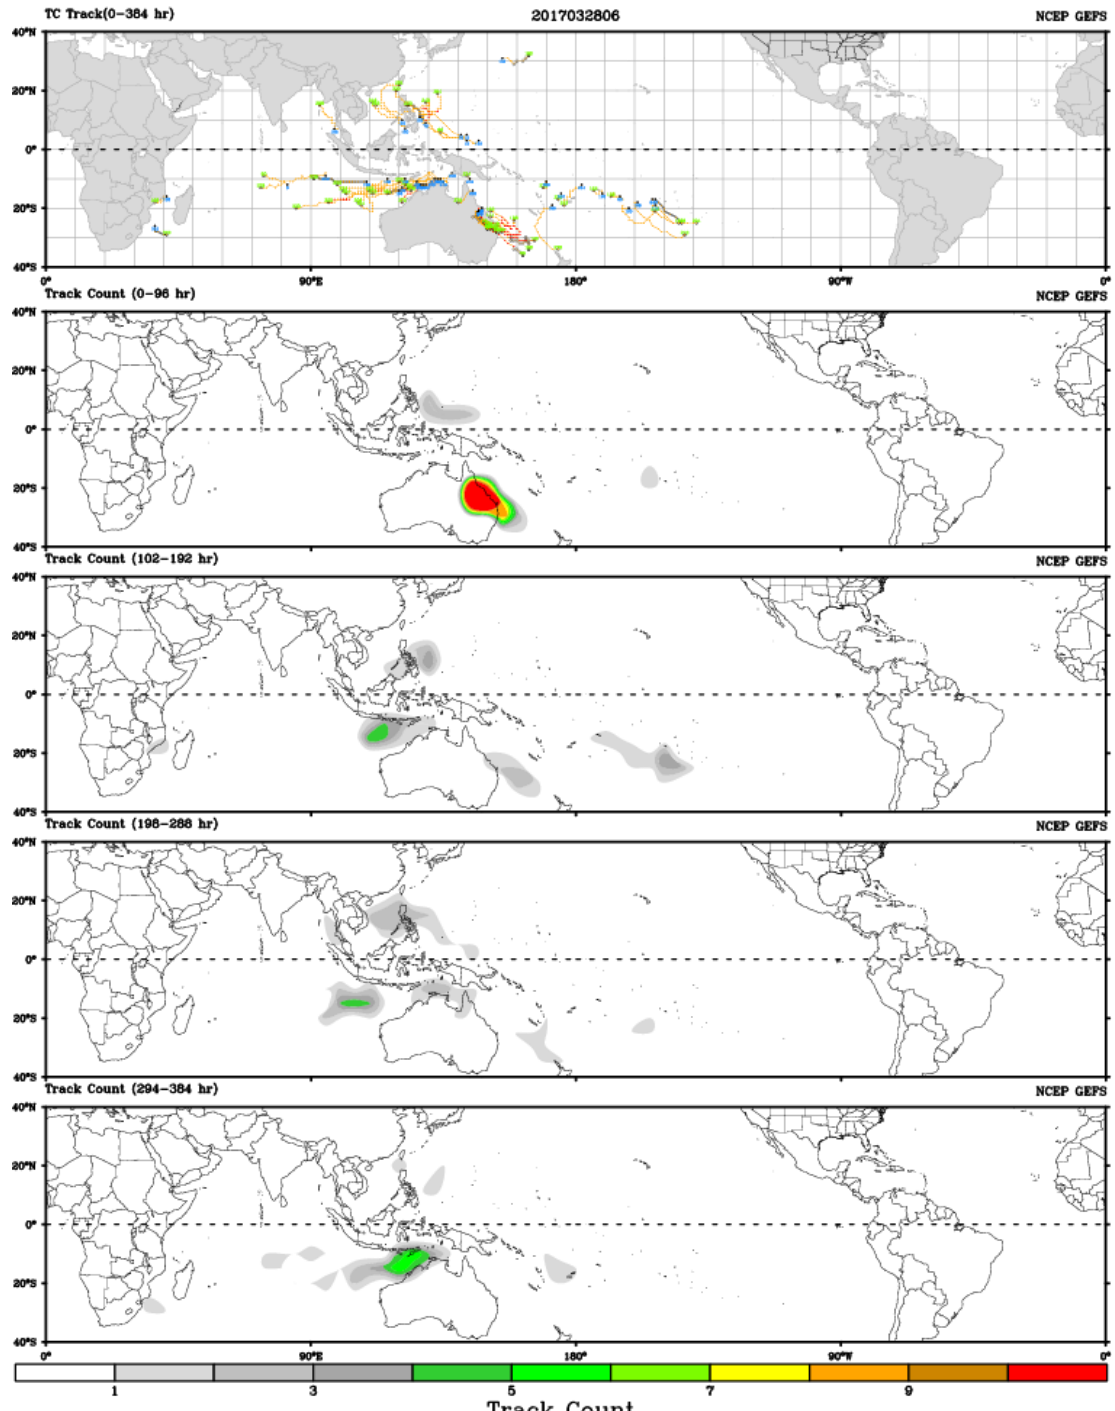 TC Track(0-384 hr) 2017032806 NCEP GEFS
40°N
20°N
0°
20°S
40°S
0° 90°E 180° 90°W 0°
Track Count (0-96 hr) NCEP GEFS
40°N
20°N
0°
20°S
40°S
Track Count (102-192 hr) NCEP GEFS
40°N
20°N
0°
20°S
40°S
Track Count (198-288 hr) NCEP GEFS
40°N
20°N
0°
20°S
40°S
Track Count (294-384 hr) NCEP GEFS
40°N
20°N
0°
20°S
40°S
0° 90°E 180° 90°W 0°
1 3 5 7 9
Track Count